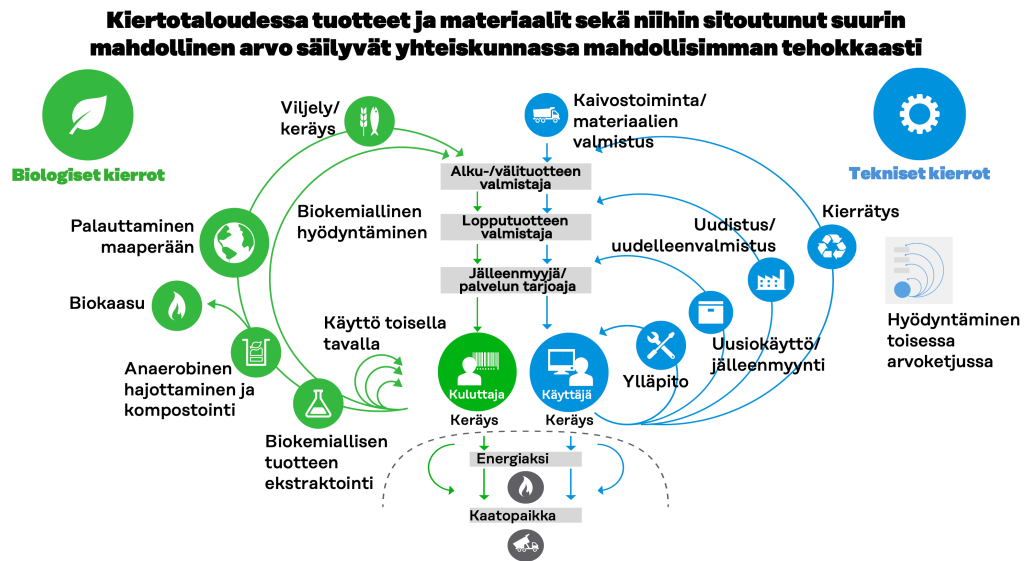 Kiertotaloudessa tuotteet ja materiaalit sekä niihin sitoutunut suurin
mahdollinen arvo säilyvät yhteiskunnassa mahdollisimman tehokkaasti
Biologiset kierrot
Viljely/
keräys
Kaivostoiminta/
materiaalien
valmistus
Tekniset kierrot
Alku-/välituotteen
valmistaja
Palauttaminen
maaperään
Biokemiallinen
hyödyntäminen
Lopputuotteen
valmistaja
Uudistus/
uudelleenvalmistus
Kierrätys
Jälleenmyyjä/
palvelun tarjoaja
Biokaasu
Käyttö toisella
tavalla
Hyödyntäminen
toisessa
arvoketjussa
Anaerobinen
hajottaminen ja
kompostointi
Kuluttaja
Käyttäjä
Ylläpito
Uusiokäyttö/
jälleenmyynti
Keräys
Keräys
Biokemiallisen
tuotteen
ekstraktointi
Energiaksi
Kaatopaikka